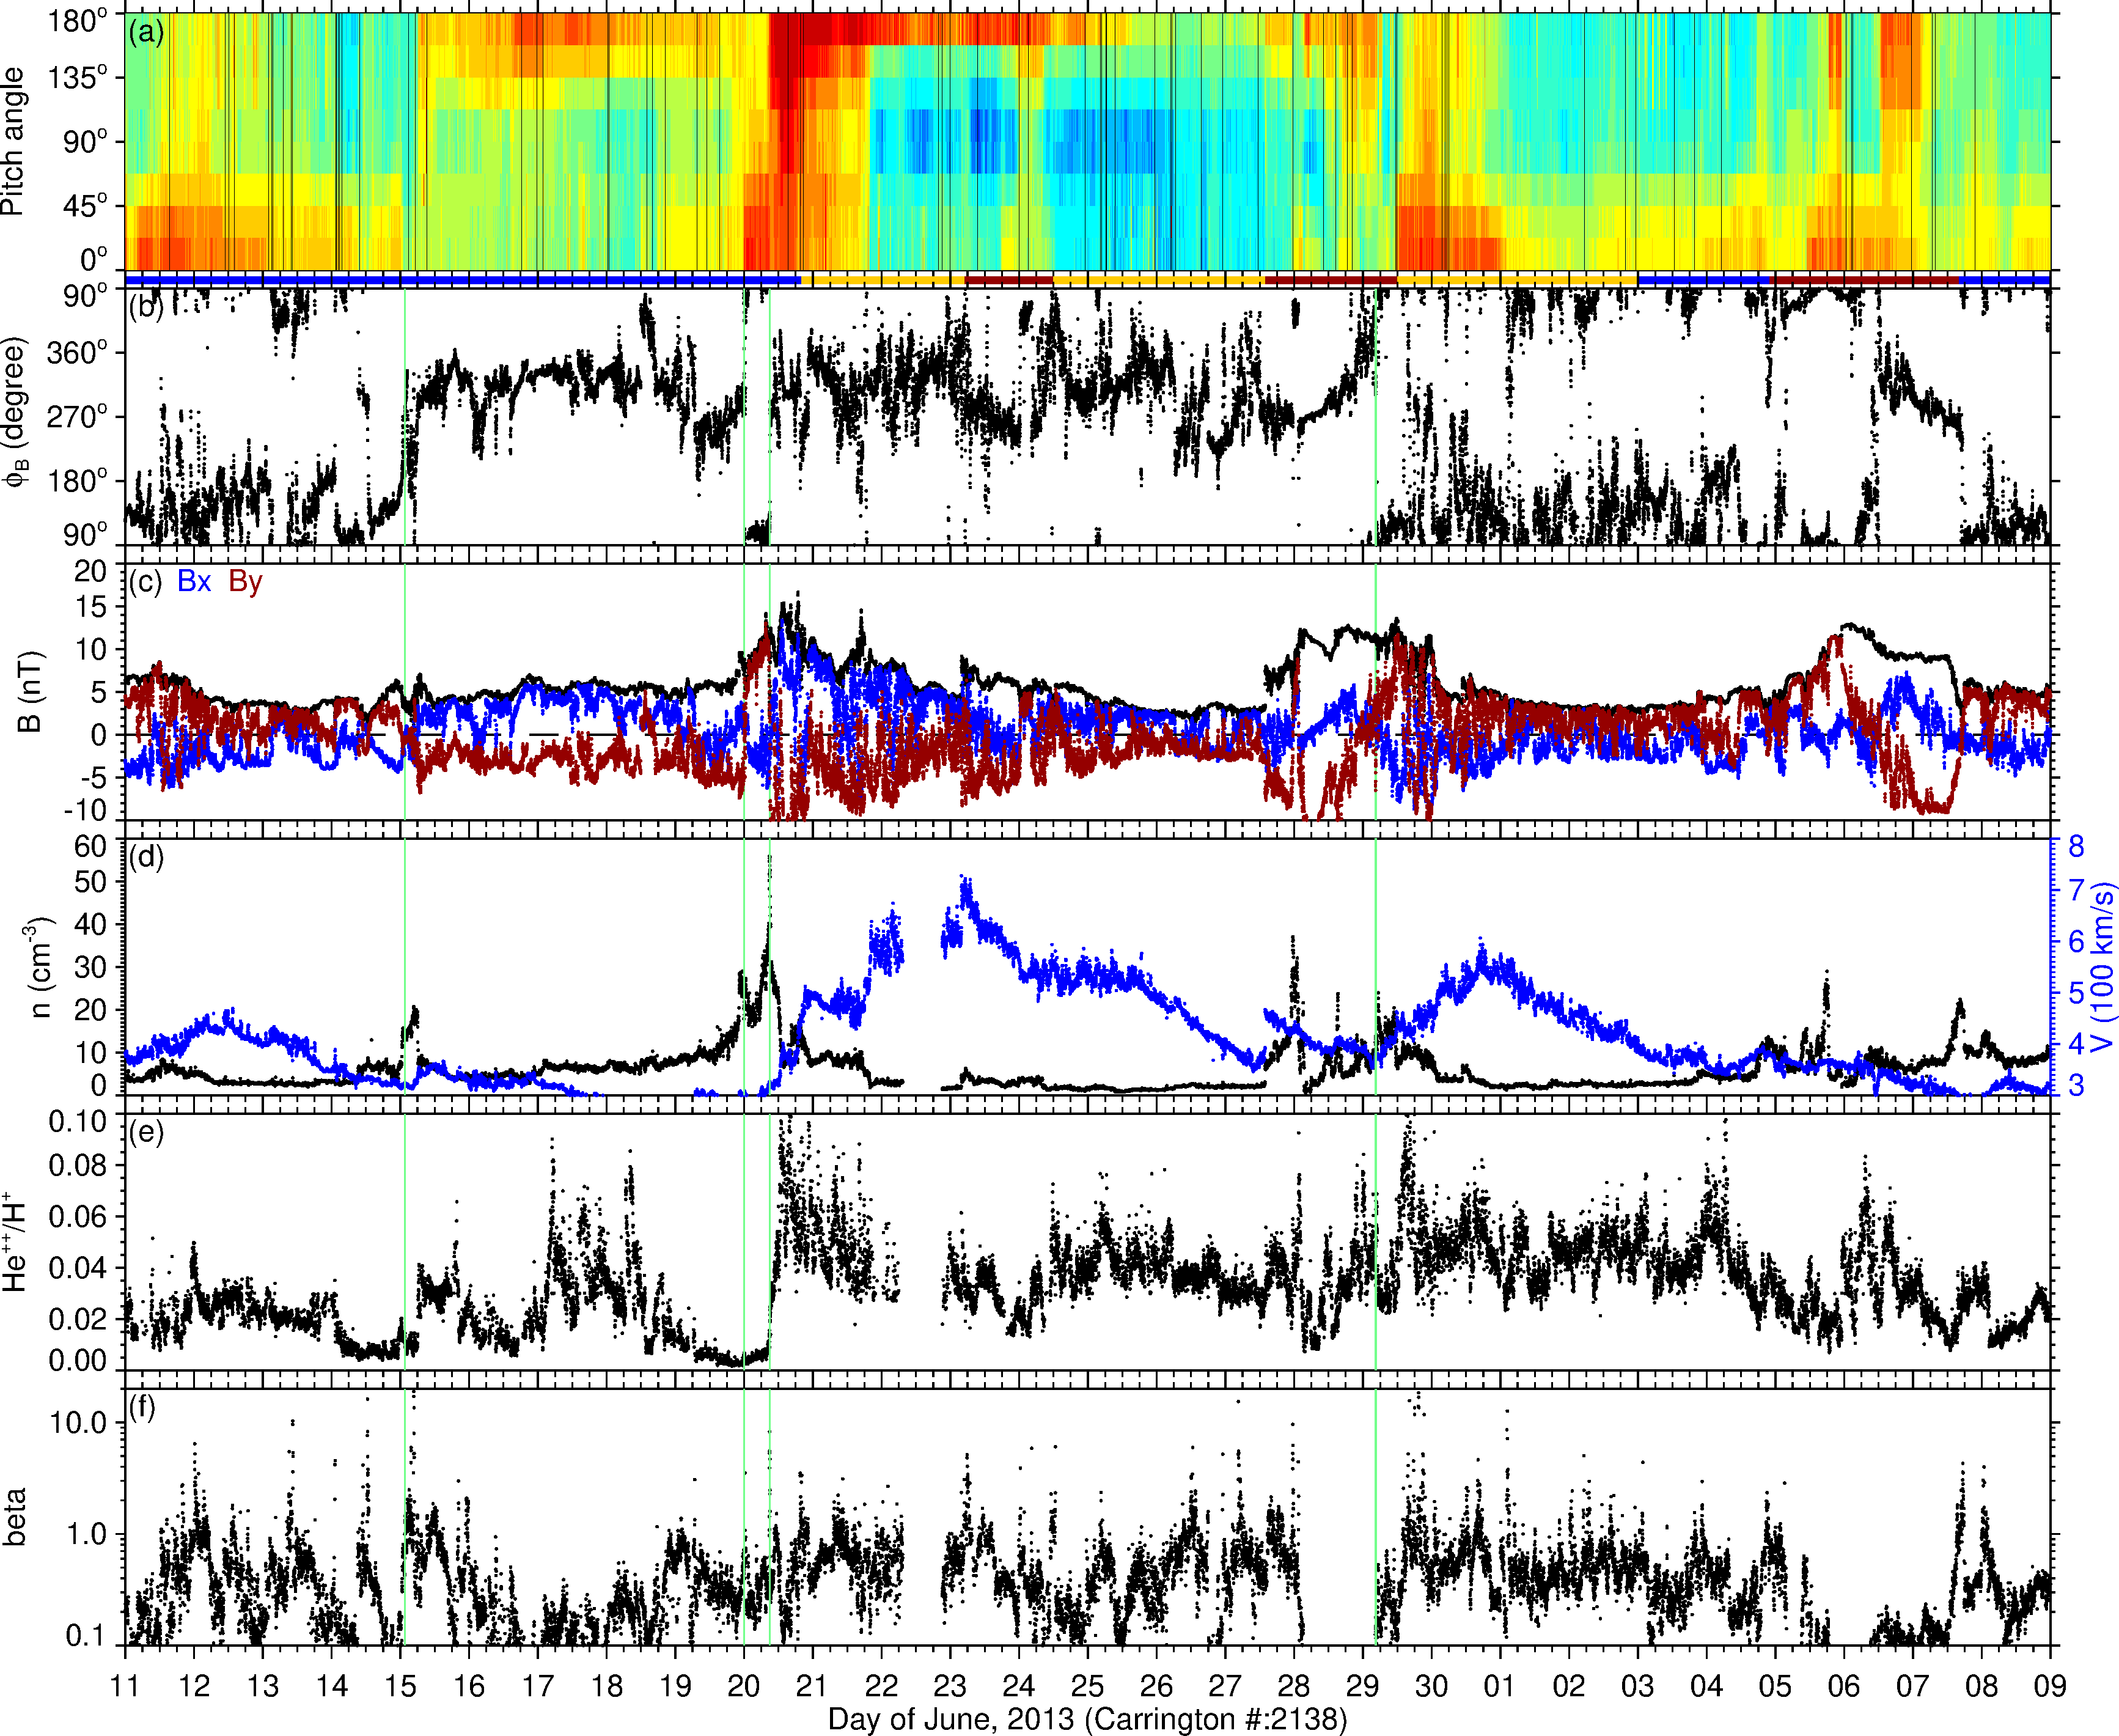 (a)
180°
135°
90°
45°
0°
Pitch angle
(b)
90°
360°
270°
180°
90°
ϕB (degree)
(c) Bx By
20
15
10
5
0
-5
-10
B (nT)
(d)
60
50
40
30
20
10
0
n (cm-3)
8
7
6
5
4
3
V (100 km/s)
(e)
0.10
0.08
0.06
0.04
0.02
0.00
He++/H+
(f)
10.0
1.0
0.1
beta
11 12 13 14 15 16 17 18 19 20 21 22 23 24 25 26 27 28 29 30 01 02 03 04 05 06 07 08 09
Day of June, 2013 (Carrington #:2138)